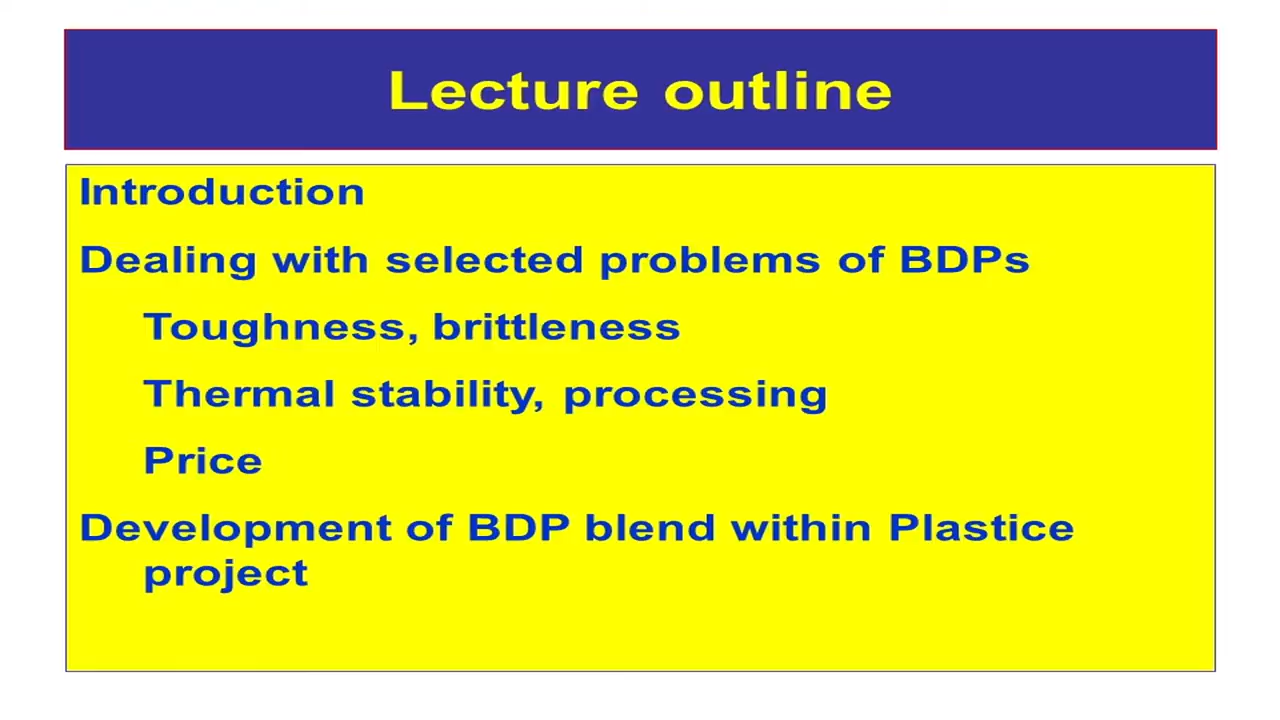 Lecture outline
Introduction
Dealing with selected problems of BDPs
Toughness, brittleness
Thermal stability, processing
Price
Development of BDP blend within Plastice
project